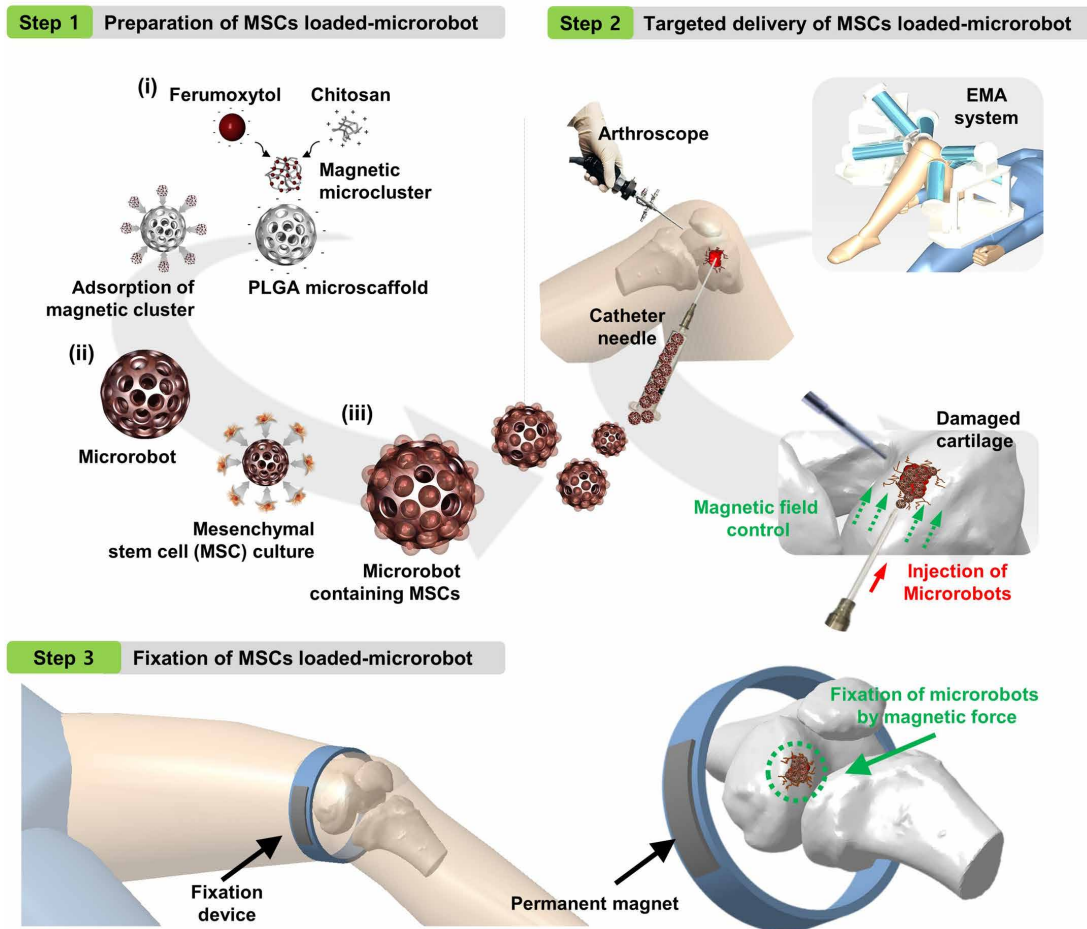 Step 1
Preparation of MSCs loaded-microrobot
(i)
Ferumoxytol
Chitosan
Magnetic
microcluster
Adsorption of
magnetic cluster
PLGA microscaffold
(ii)
Microrobot
Mesenchymal
stem cell (MSC) culture
(iii)
Microrobot
containing MSCs
Step 2
Targeted delivery of MSCs loaded-microrobot
Arthroscope
EMA
system
Catheter
needle
Damaged
cartilage
Magnetic field
control
Injection of
Microrobots
Step 3
Fixation of MSCs loaded-microrobot
Fixation
device
Fixation of microrobots
by magnetic force
Permanent magnet